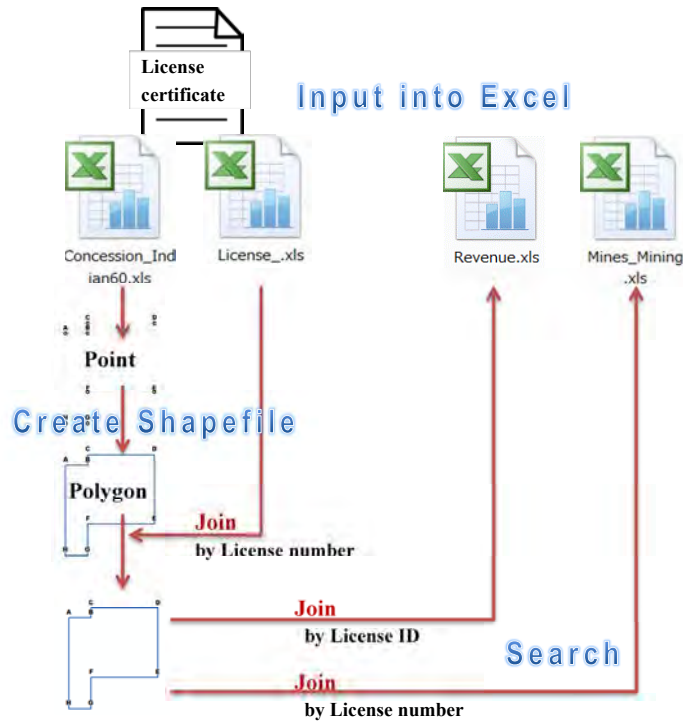 License
certificate
Input into Excel
X
X
X
X
Concession_Ind
ian60.xls
License_.xls
Revenue.xls
Mines_Mining
.xls
Point
Create Shapefile
C
D
A
B
Polygon
F
E
H
G
Join
by License number
C
D
A
B
F
E
H
G
Join
by License ID
Search
Join
by License number